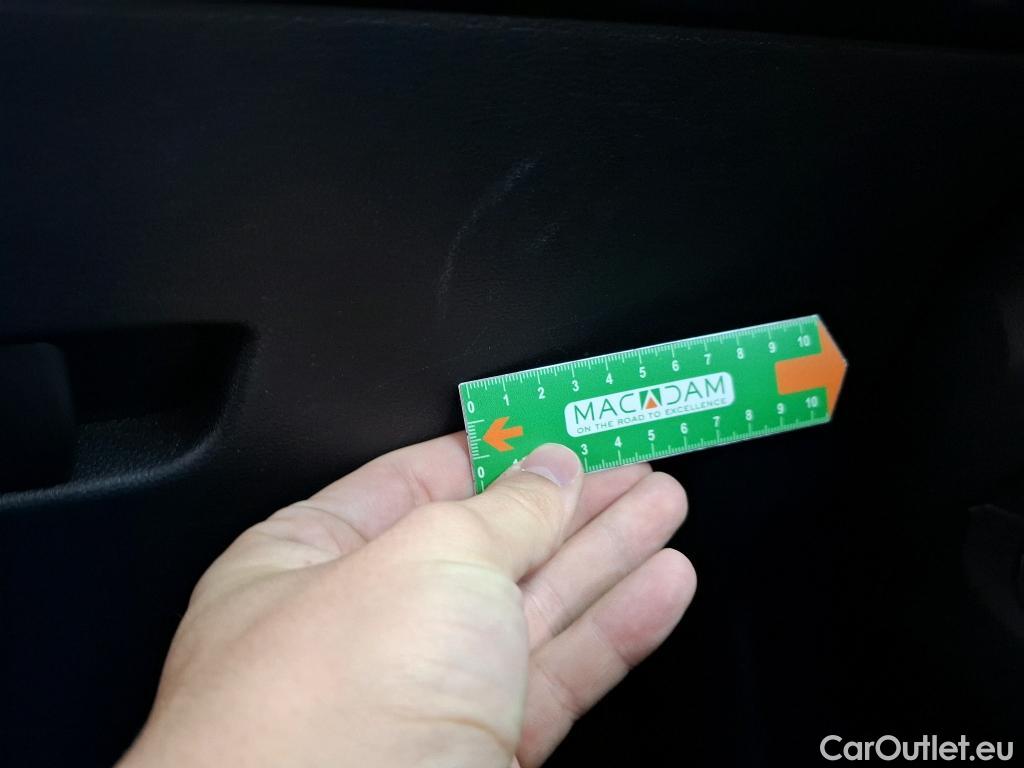 0 1 2 3 4 5 6 7 8 9 10
MACADAM
ON THE ROAD TO EXCELLENCE
0 1 3 4 5 6 7 8 9 10
CarOutlet.eu